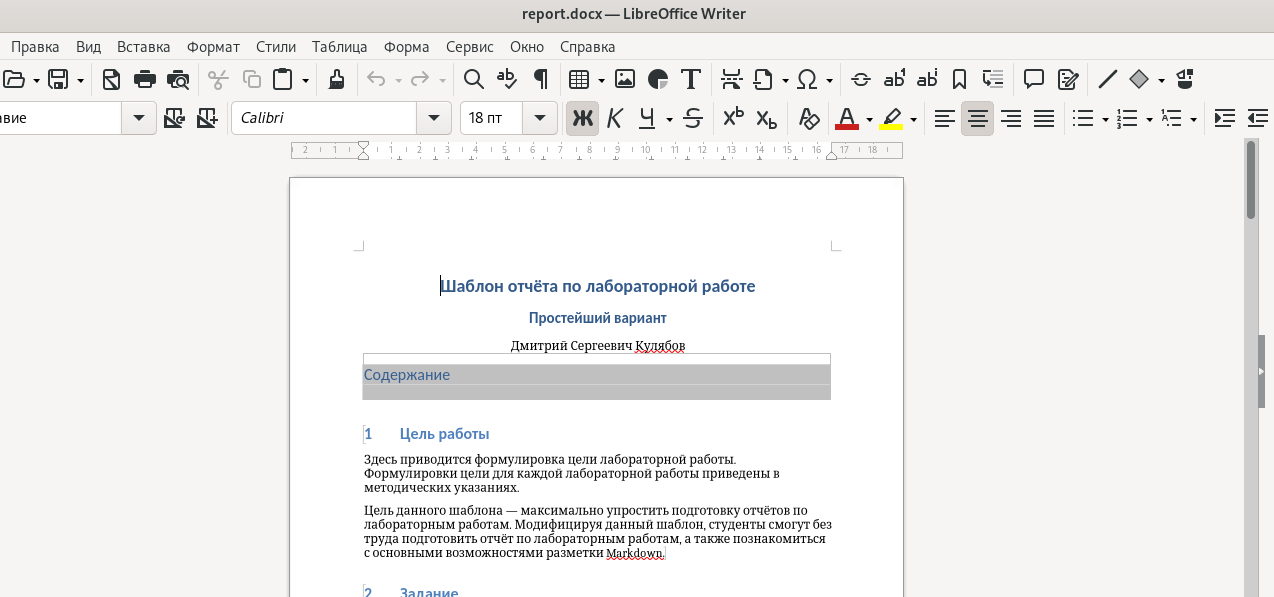 report.docx — LibreOffice Writer
Правка Вид Вставка Формат Стили Таблица Форма Сервис Окно Справка
авие Calibri 18 пт Ж К Ч S
2 1 1 2 3 4 5 6 7 8 9 10 11 12 13 14 15 16 17 18
Шаблон отчёта по лабораторной работе
Простейший вариант
Дмитрий Сергеевич Кулябов
Содержание
1 Цель работы
Здесь приводится формулировка цели лабораторной работы.
Формулировки цели для каждой лабораторной работы приведены в
методических указаниях.
Цель данного шаблона — максимально упростить подготовку отчётов по
лабораторным работам. Модифицируя данный шаблон, студенты смогут без
труда подготовить отчёт по лабораторным работам, а также познакомиться
с основными возможностями разметки Markdown.
2 Задание